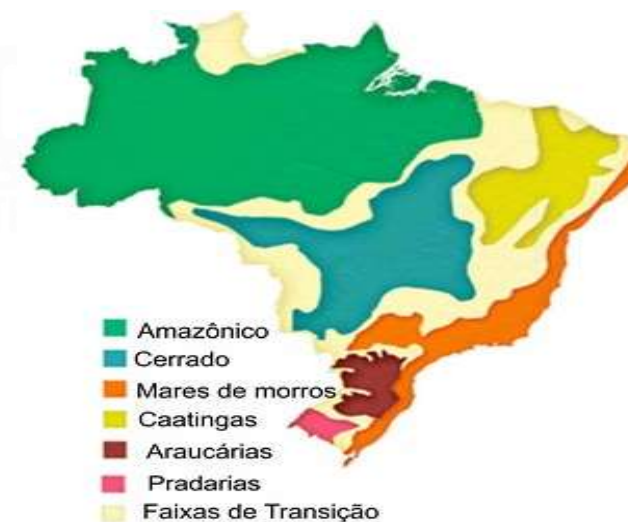 Amazônico
Cerrado
Mares de morros
Caatingas
Araucárias
Pradarias
Faixas de Transição